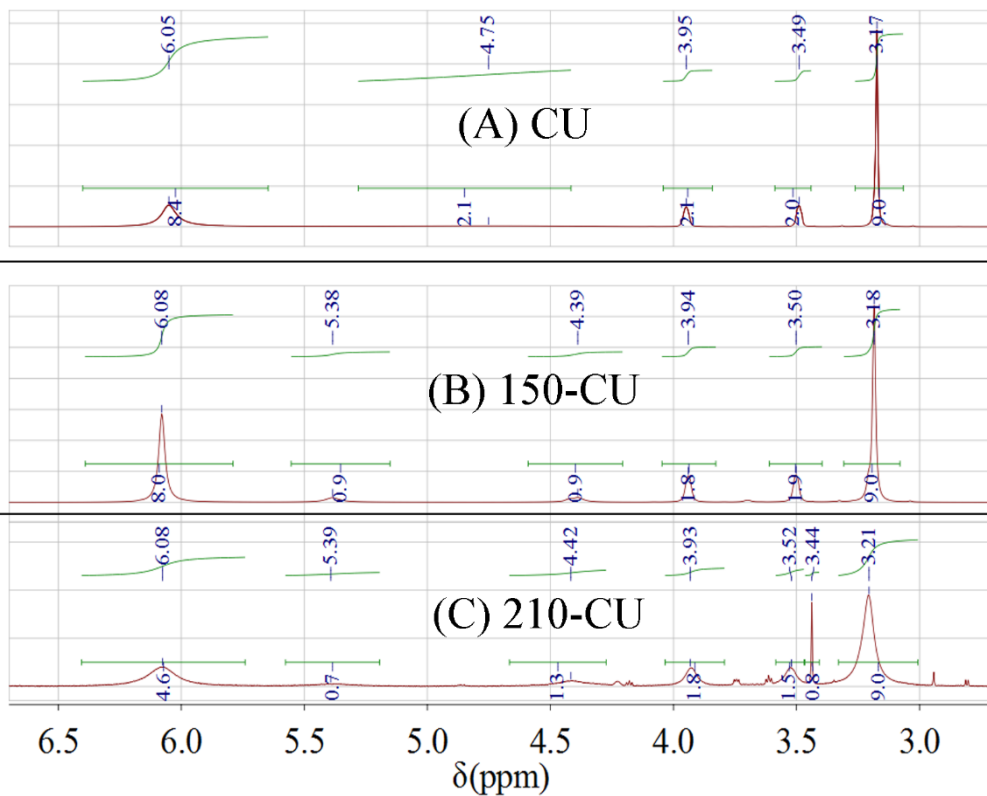 6.05 4.75 3.95 3.49 3.17
(A) CU
8.4 2.1 2.1 2.0 9.0
6.08 5.38 4.39 3.94 3.50 3.18
(B) 150-CU
8.0 0.9 0.9 1.8 1.9 9.0
6.08 5.39 4.42 3.93 3.52 3.44 3.21
(C) 210-CU
4.6 0.7 1.3 1.8 1.5 0.8 9.0
6.5 6.0 5.5 5.0 4.5 4.0 3.5 3.0
δ(ppm)